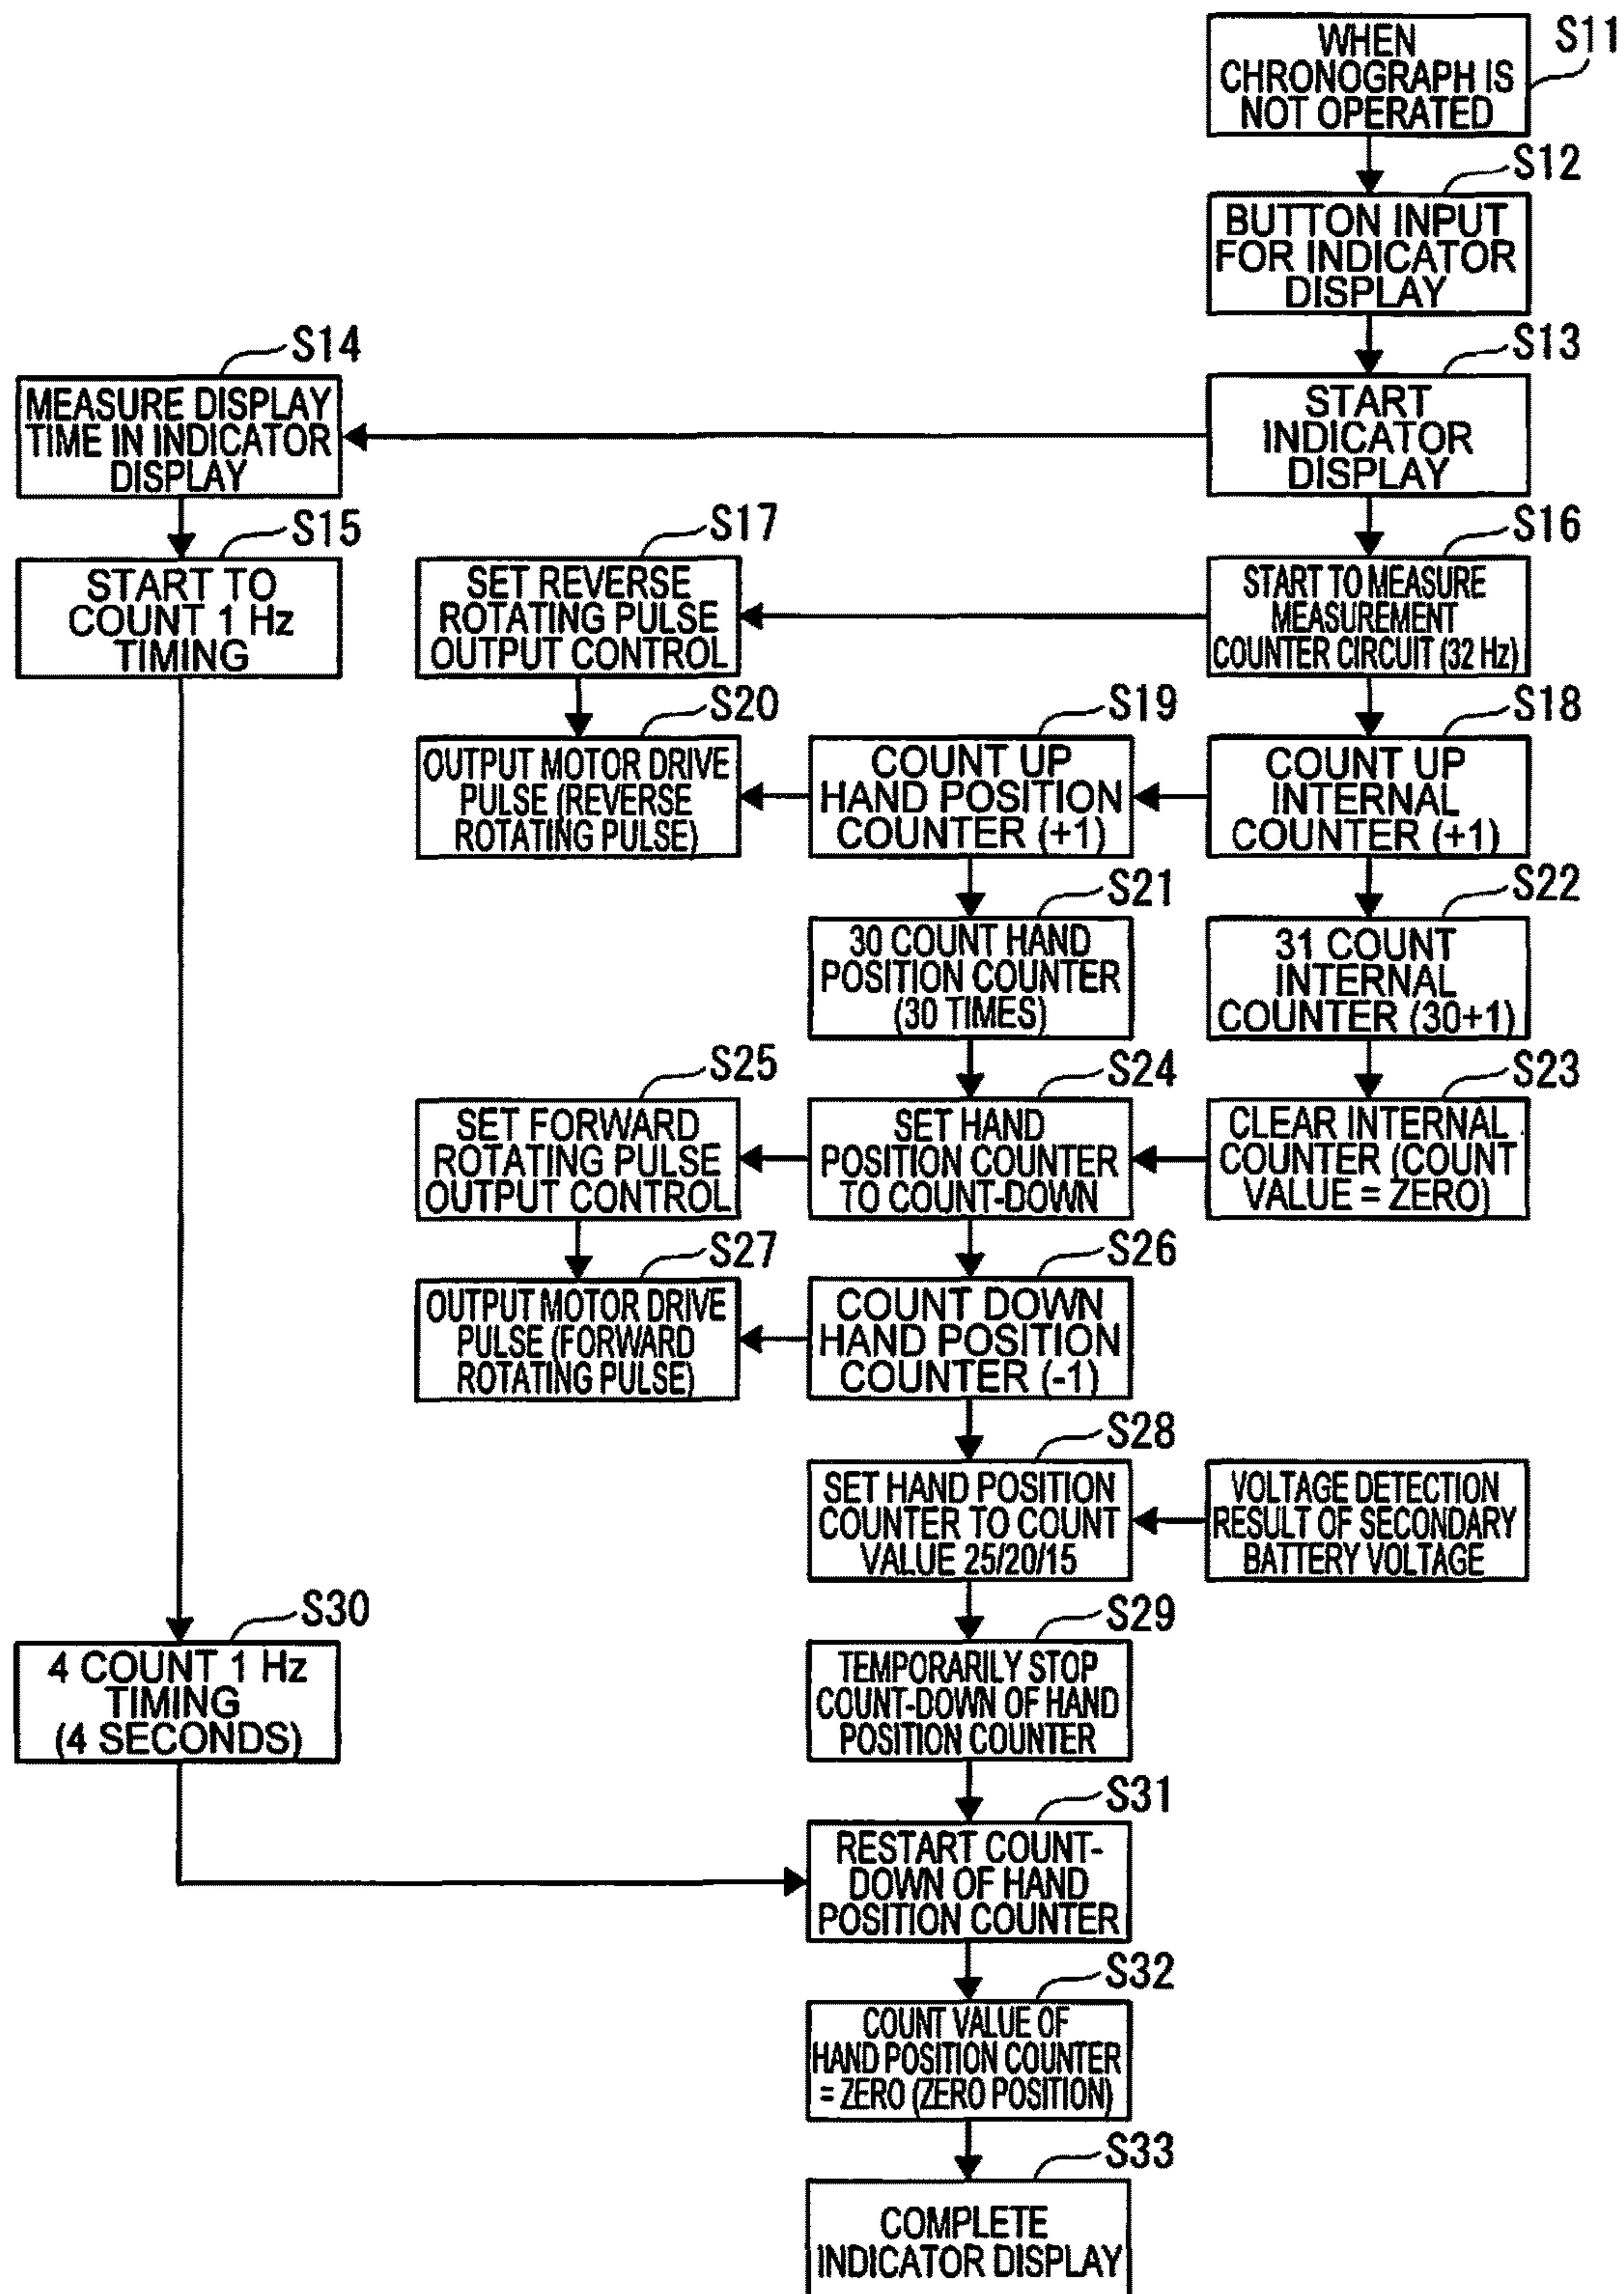 S11
WHEN
CHRONOGRAPH IS
NOT OPERATED
S12
BUTTON INPUT
FOR INDICATOR
DISPLAY
S13
START
INDICATOR
DISPLAY
S14
MEASURE DISPLAY
TIME IN INDICATOR
DISPLAY
S15
START TO
COUNT 1 Hz
TIMING
S16
START TO MEASURE
MEASUREMENT
COUNTER CIRCUIT (32 Hz)
S17
SET REVERSE
ROTATING PULSE
OUTPUT CONTROL
S18
COUNT UP
INTERNAL
COUNTER (+1)
S19
COUNT UP
HAND POSITION
COUNTER (+1)
S20
OUTPUT MOTOR DRIVE
PULSE (REVERSE
ROTATING PULSE)
S21
30 COUNT HAND
POSITION COUNTER
(30 TIMES)
S22
31 COUNT
INTERNAL
COUNTER (30+1)
S23
CLEAR INTERNAL
COUNTER (COUNT
VALUE = ZERO)
S24
SET HAND
POSITION COUNTER
TO COUNT-DOWN
S25
SET FORWARD
ROTATING PULSE
OUTPUT CONTROL
S26
COUNT DOWN
HAND POSITION
COUNTER (-1)
S27
OUTPUT MOTOR DRIVE
PULSE (FORWARD
ROTATING PULSE)
S28
SET HAND POSITION
COUNTER TO COUNT
VALUE 25/20/15
VOLTAGE DETECTION
RESULT OF SECONDARY
BATTERY VOLTAGE
S29
TEMPORARILY STOP
COUNT-DOWN OF HAND
POSITION COUNTER
S30
4 COUNT 1 Hz
TIMING
(4 SECONDS)
S31
RESTART COUNT-
DOWN OF HAND
POSITION COUNTER
S32
COUNT VALUE OF
HAND POSITION COUNTER
= ZERO (ZERO POSITION)
S33
COMPLETE
INDICATOR DISPLAY